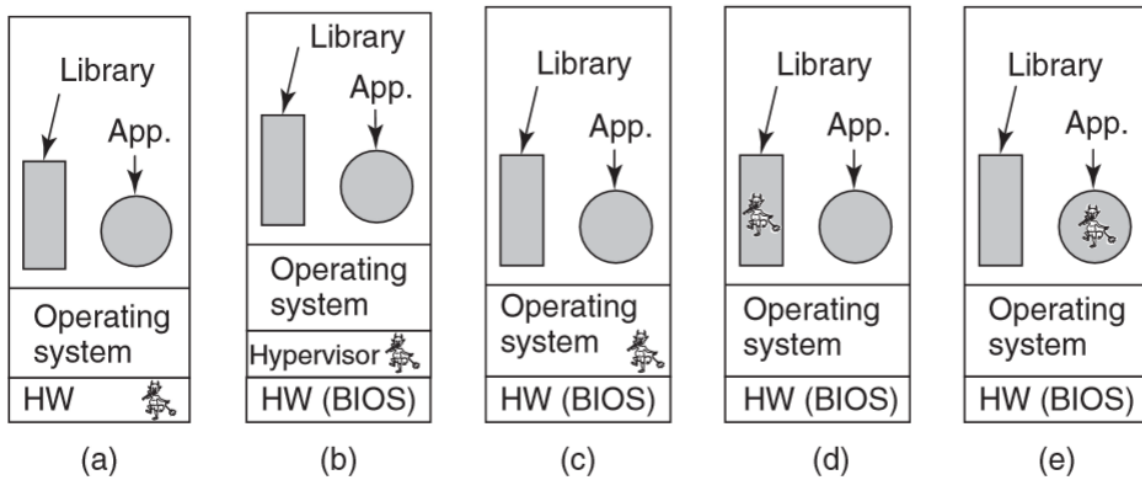 Library
App.
Operating
system
HW
(a)
Library
App.
Operating
system
Hypervisor
HW (BIOS)
(b)
Library
App.
Operating
system
HW (BIOS)
(c)
Library
App.
Operating
system
HW (BIOS)
(d)
Library
App.
Operating
system
HW (BIOS)
(e)